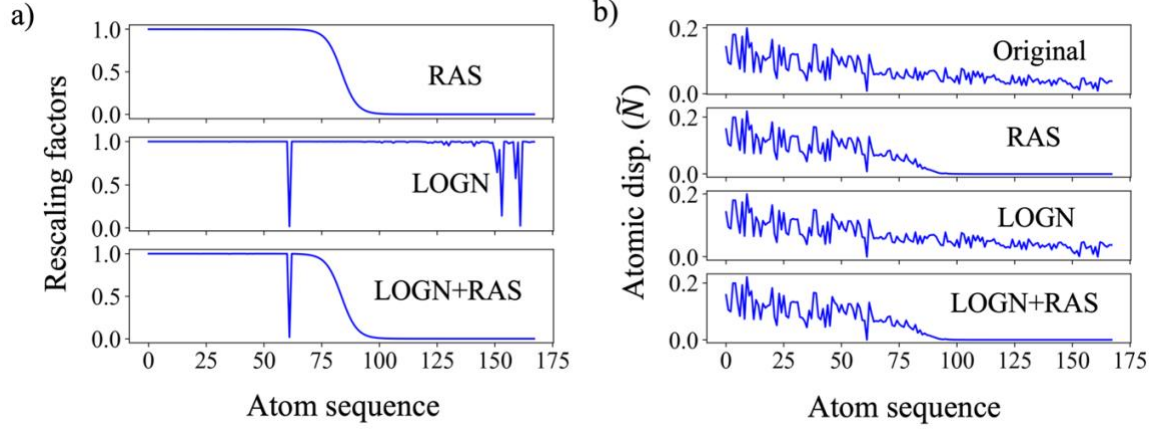 a)
Rescaling factors
1.0
0.5
0.0
RAS
1.0
0.5
0.0
LOGN
1.0
0.5
0.0
LOGN+RAS
0 25 50 75 100 125 150 175
Atom sequence
b)
Atomic disp. (Ñ)
0.2
0.0
Original
0.2
0.0
RAS
0.2
0.0
LOGN
0.2
0.0
LOGN+RAS
0 25 50 75 100 125 150 175
Atom sequence